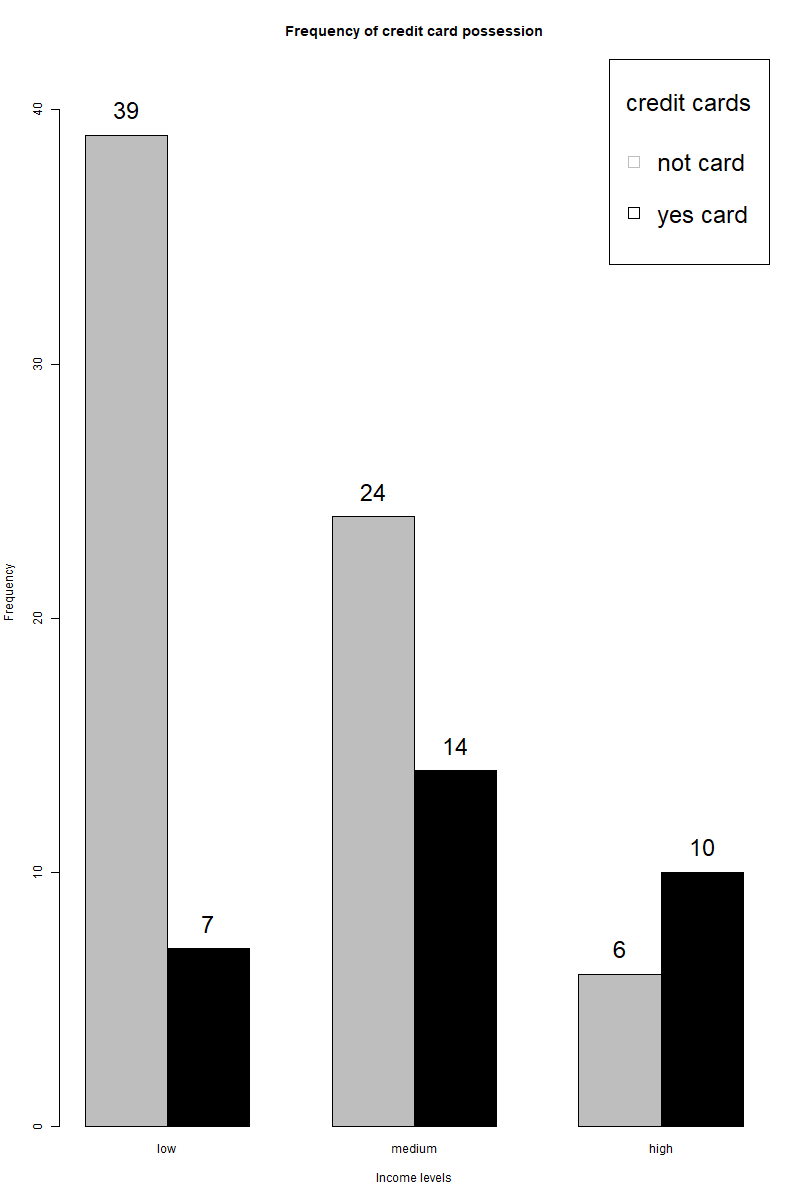 Frequency of credit card possession
credit cards
not card
yes card
40
30
20
10
0
Frequency
39
7
24
14
6
10
low
medium
high
Income levels